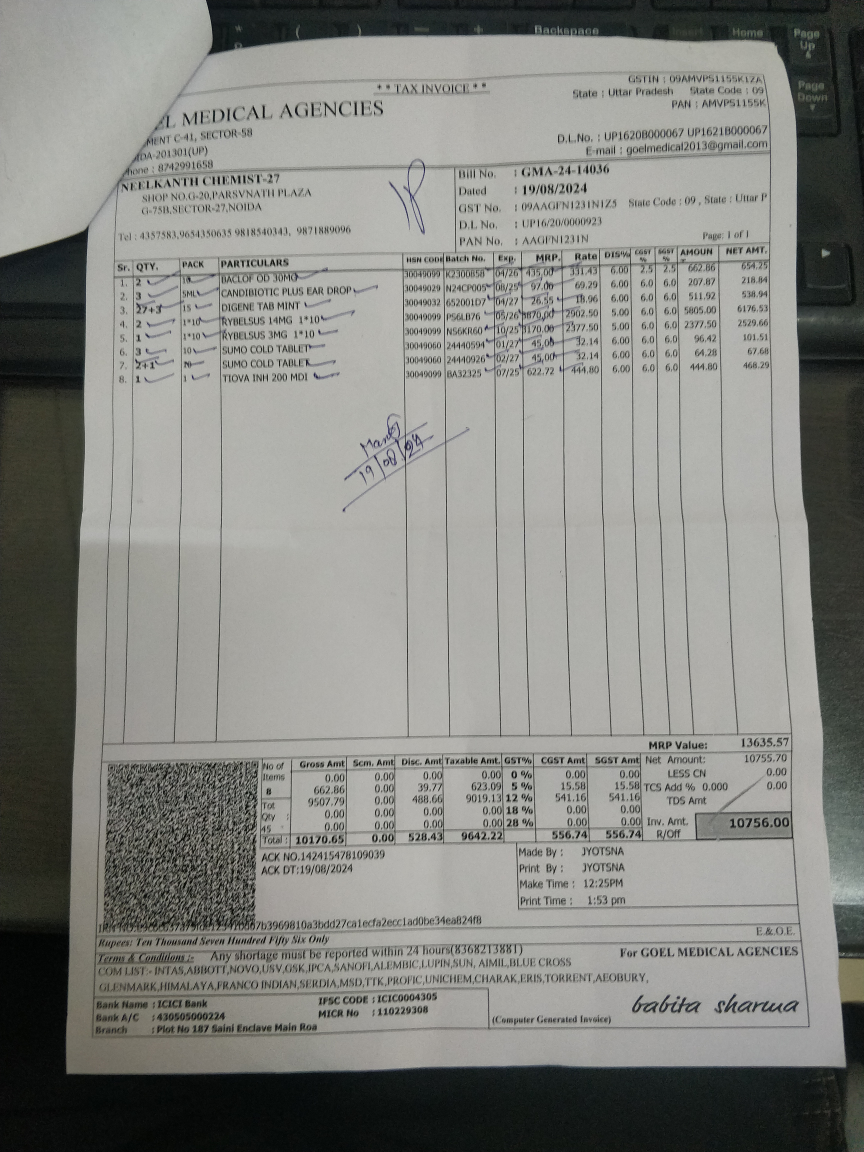 * * TAX INVOICE * *
GSTIN : 09AMVPS1155K1ZA
State : Uttar Pradesh State Code : 09
PAN : AMVPS1155K
EL MEDICAL AGENCIES
MENT C-41, SECTOR-58
IDA-201301(UP)
hone : 8742991658
D.L.No. : UP1620B000067 UP1621B000067
E-mail : goelmedical2013@gmail.com
NEELKANTH CHEMIST-27
SHOP NO.G-20,PARSVNATH PLAZA
G-75B,SECTOR-27,NOIDA
Tel : 4357583,9654350635 9818540343, 9871889096
Bill No. : GMA-24-14036
Dated : 19/08/2024
GST No. : 09AAGFN1231N1Z5 State Code : 09 , State : Uttar P
D.L No. : UP16/20/0000923
PAN No. : AAGFN1231N Page: 1 of 1
Sr. QTY. PACK PARTICULARS HSN CODE Batch No. Exp. MRP. Rate DIS% CGST % SGST % AMOUN NET AMT.
1. 2 10 BACLOF OD 30MG 30049099 K2300858 04/26 435.00 331.43 6.00 2.5 2.5 662.86 654.25
2. 3 5ML CANDIBIOTIC PLUS EAR DROP 30049029 N24CP005 08/25 97.00 69.29 6.00 6.0 6.0 207.87 218.84
3. 27+3 15 DIGENE TAB MINT 30049032 652001D7 04/27 26.55 18.96 6.00 6.0 6.0 511.92 538.94
4. 2 1*10 RYBELSUS 14MG 1*10 30049099 PS6LB76 05/26 3870.00 2902.50 5.00 6.0 6.0 5805.00 6176.53
5. 1 1*10 RYBELSUS 3MG 1*10 30049099 NS6KR60 10/25 3170.00 2377.50 5.00 6.0 6.0 2377.50 2529.66
6. 3 10 SUMO COLD TABLET 30049060 24440594 01/27 45.00 32.14 6.00 6.0 6.0 96.42 101.51
7. 2+1 10 SUMO COLD TABLET 30049060 24440926 02/27 45.00 32.14 6.00 6.0 6.0 64.28 67.68
8. 1 1 TIOVA INH 200 MDI 30049099 BA32325 07/25 622.72 444.80 6.00 6.0 6.0 444.80 468.29
19/08/24
MRP Value: 13635.57
No of Items Gross Amt Scm. Amt Disc. Amt Taxable Amt. GST% CGST Amt SGST Amt Net Amount: 10755.70
0.00 0.00 0.00 0.00 0 % 0.00 0.00 LESS CN 0.00
8 662.86 0.00 39.77 623.09 5 % 15.58 15.58 TCS Add % 0.000 0.00
Tot 9507.79 0.00 488.66 9019.13 12 % 541.16 541.16 TDS Amt
Qty : 0.00 0.00 0.00 0.00 18 % 0.00 0.00
45 0.00 0.00 0.00 0.00 28 % 0.00 0.00 Inv. Amt. 10756.00
Total : 10170.65 0.00 528.43 9642.22 556.74 556.74 R/Off
ACK NO.142415478109039
ACK DT:19/08/2024
Made By : JYOTSNA
Print By : JYOTSNA
Make Time : 12:25PM
Print Time : 1:53 pm
E.& O.E.
Rupees: Ten Thousand Seven Hundred Fifty Six Only
Terms & Conditions :- Any shortage must be reported within 24 hours(8368213881)
For GOEL MEDICAL AGENCIES
COM LIST:- INTAS,ABBOTT,NOVO,USV,GSK,IPCA,SANOFI,ALEMBIC,LUPIN,SUN, AIMIL,BLUE CROSS
GLENMARK,HIMALAYA,FRANCO INDIAN,SERDIA,MSD,TTK,PROFIC,UNICHEM,CHARAK,ERIS,TORRENT,AEOBURY,
Bank Name : ICICI Bank IFSC CODE : ICIC0004305
Bank A/C : 430505000224 MICR No : 110229308
Branch : Plot No 187 Saini Enclave Main Roa
(Computer Generated Invoice)
babita sharma
Backspace
Home
Page Up
Page Down